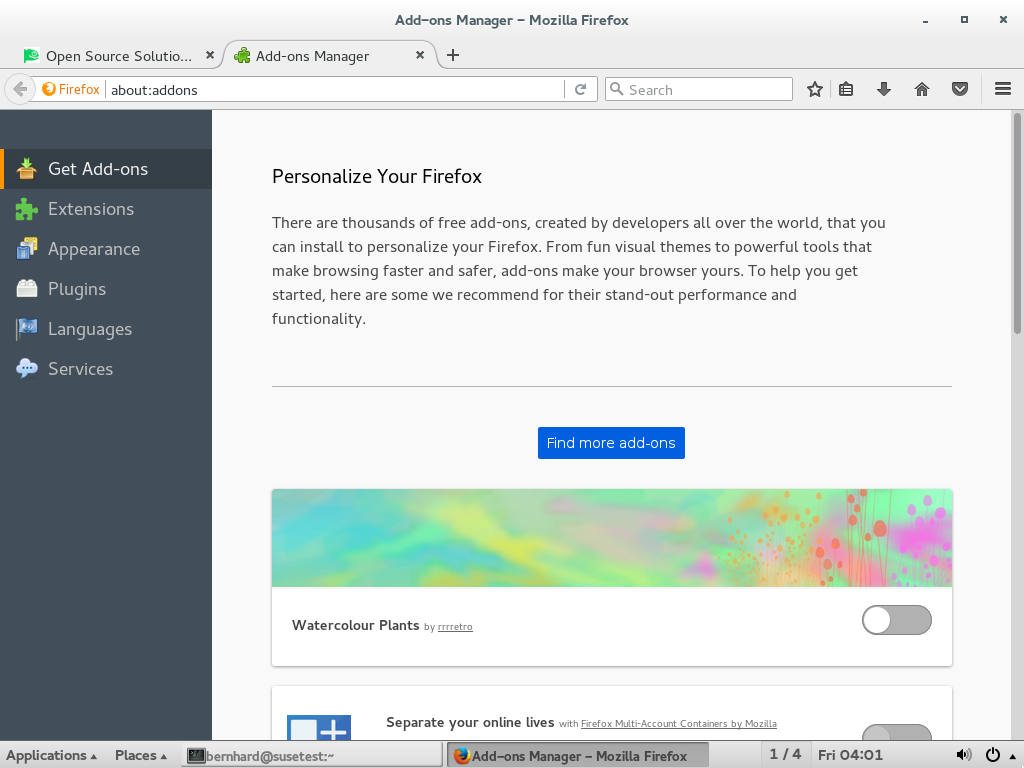 Add-ons Manager - Mozilla Firefox
Open Source Solutio...
Add-ons Manager
Firefox
about:addons
Search
Get Add-ons
Extensions
Appearance
Plugins
Languages
Services
Personalize Your Firefox
There are thousands of free add-ons, created by developers all over the world, that you
can install to personalize your Firefox. From fun visual themes to powerful tools that
make browsing faster and safer, add-ons make your browser yours. To help you get
started, here are some we recommend for their stand-out performance and
functionality.
Find more add-ons
Watercolour Plants by rrrretro
Separate your online lives with Firefox Multi-Account Containers by Mozilla
Applications
Places
bernhard@susetest:~
Add-ons Manager - Mozilla Firefox
1 / 4
Fri 04:01